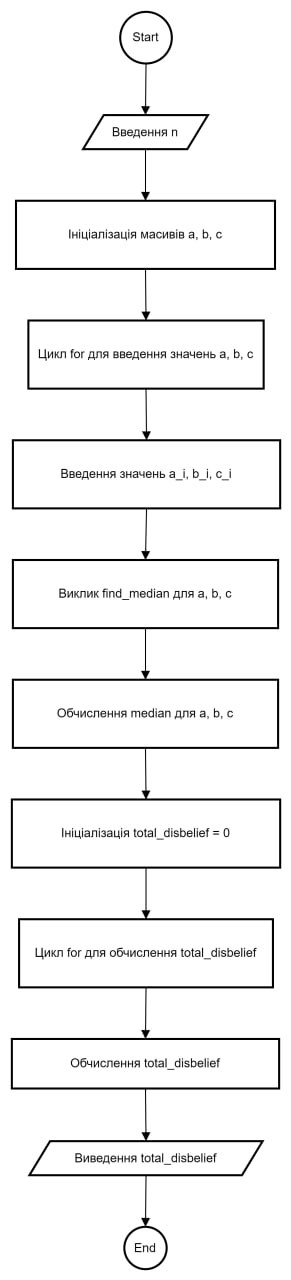 Start
Введення n
Ініціалізація масивів a, b, c
Цикл for для введення значень a, b, c
Введення значень a_i, b_i, c_i
Виклик find_median для a, b, c
Обчислення median для a, b, c
Ініціалізація total_disbelief = 0
Цикл for для обчислення total_disbelief
Обчислення total_disbelief
Виведення total_disbelief
End